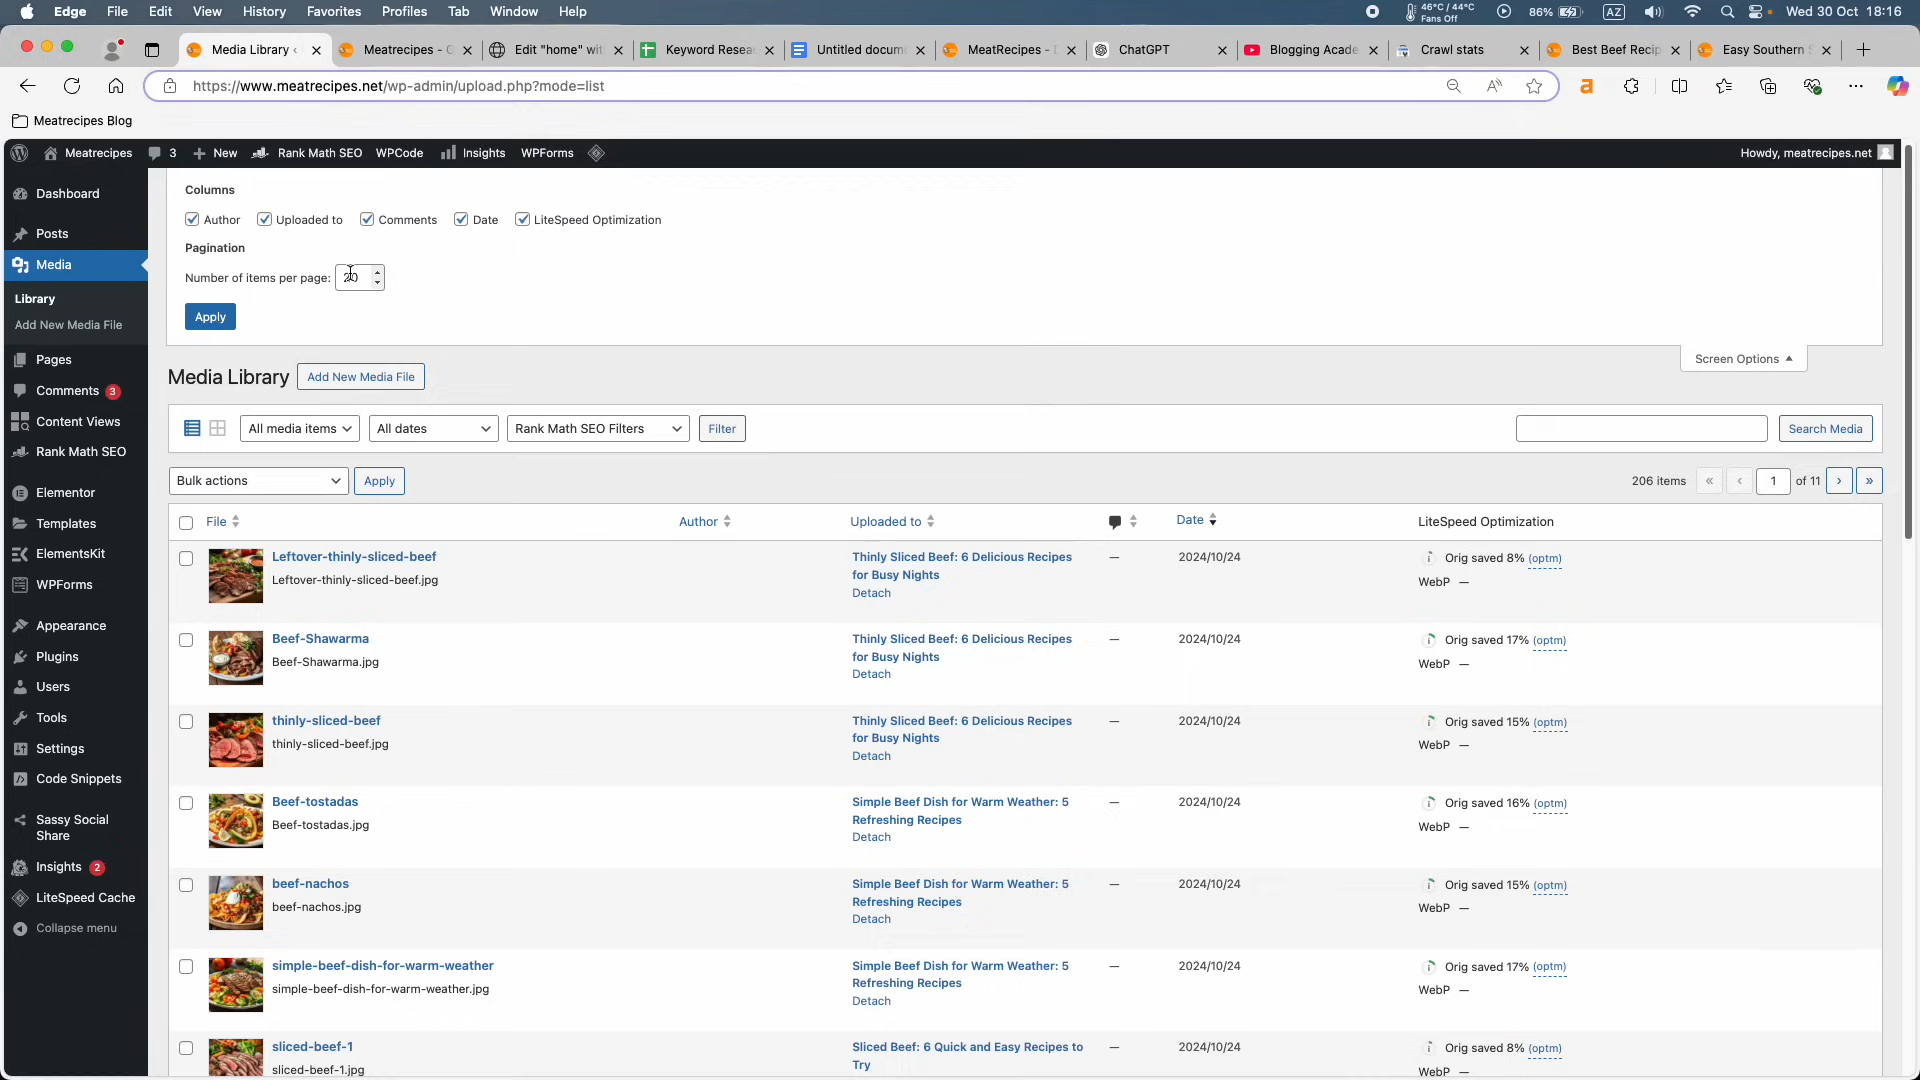 Edge File Edit View History Favorites Profiles Tab Window Help 46°C / 44°C Fans Off 86% AZ Wed 30 Oct 18:16
Media Library Meatrecipes - Edit "home" wit Keyword Resea Untitled docum MeatRecipes - ChatGPT Blogging Acade Crawl stats Best Beef Recip Easy Southern
https://www.meatrecipes.net/wp-admin/upload.php?mode=list
Meatrecipes Blog
Meatrecipes 3 New Rank Math SEO WPCode Insights WPForms Howdy, meatrecipes.net
Dashboard
Posts
Media
Library
Add New Media File
Pages
Comments 3
Content Views
Rank Math SEO
Elementor
Templates
ElementsKit
WPForms
Appearance
Plugins
Users
Tools
Settings
Code Snippets
Sassy Social
Share
Insights 2
LiteSpeed Cache
Collapse menu
Columns
Author Uploaded to Comments Date LiteSpeed Optimization
Pagination
Number of items per page: 20
Apply
Screen Options
Media Library Add New Media File
All media items All dates Rank Math SEO Filters Filter Search Media
Bulk actions Apply 206 items « ‹ 1 of 11 › »
File Author Uploaded to Date LiteSpeed Optimization
Leftover-thinly-sliced-beef Thinly Sliced Beef: 6 Delicious Recipes — 2024/10/24 Orig saved 8% (optm)
Leftover-thinly-sliced-beef.jpg for Busy Nights WebP —
Detach
Beef-Shawarma Thinly Sliced Beef: 6 Delicious Recipes — 2024/10/24 Orig saved 17% (optm)
Beef-Shawarma.jpg for Busy Nights WebP —
Detach
thinly-sliced-beef Thinly Sliced Beef: 6 Delicious Recipes — 2024/10/24 Orig saved 15% (optm)
thinly-sliced-beef.jpg for Busy Nights WebP —
Detach
Beef-tostadas Simple Beef Dish for Warm Weather: 5 — 2024/10/24 Orig saved 16% (optm)
Beef-tostadas.jpg Refreshing Recipes WebP —
Detach
beef-nachos Simple Beef Dish for Warm Weather: 5 — 2024/10/24 Orig saved 15% (optm)
beef-nachos.jpg Refreshing Recipes WebP —
Detach
simple-beef-dish-for-warm-weather Simple Beef Dish for Warm Weather: 5 — 2024/10/24 Orig saved 17% (optm)
simple-beef-dish-for-warm-weather.jpg Refreshing Recipes WebP —
Detach
sliced-beef-1 Sliced Beef: 6 Quick and Easy Recipes to — 2024/10/24 Orig saved 8% (optm)
sliced-beef-1.jpg Try WebP —